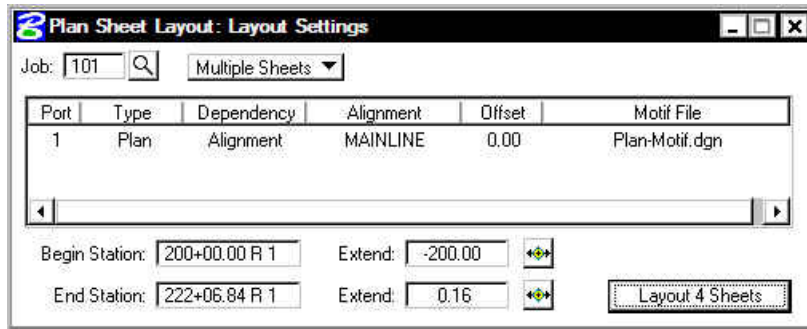 Plan Sheet Layout: Layout Settings
Job: 101 Multiple Sheets
Port Type Dependency Alignment Offset Motif File
1 Plan Alignment MAINLINE 0.00 Plan-Motif.dgn
Begin Station: 200+00.00 R 1 Extend: -200.00
End Station: 222+06.84 R 1 Extend: 0.16 Layout 4 Sheets